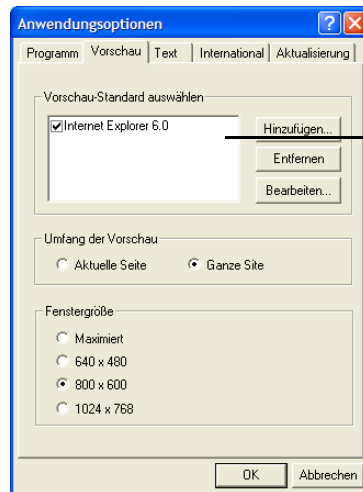 Anwendungsoptionen
Programm Vorschau Text International Aktualisierung
Vorschau-Standard auswählen
Internet Explorer 6.0
Hinzufügen...
Entfernen
Bearbeiten...
Umfang der Vorschau
Aktuelle Seite Ganze Site
Fenstergröße
Maximiert
640 x 480
800 x 600
1024 x 768
OK Abbrechen